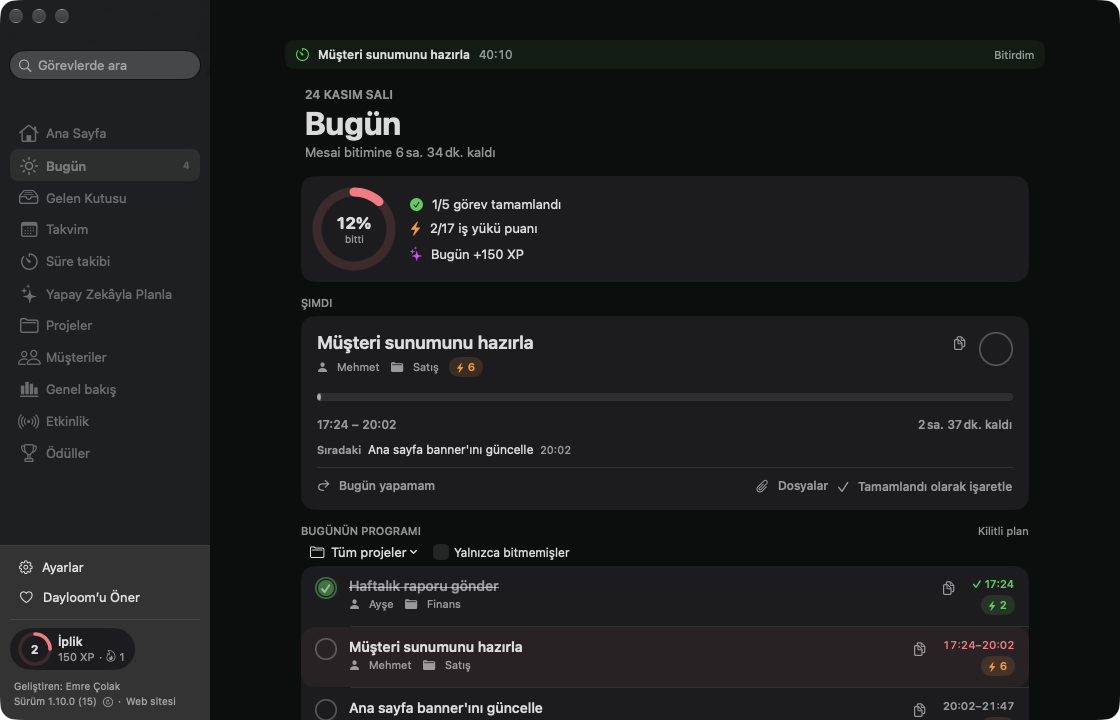 Görevlerde ara
Ana Sayfa
Bugün 4
Gelen Kutusu
Takvim
Süre takibi
Yapay Zekâyla Planla
Projeler
Müşteriler
Genel bakış
Etkinlik
Ödüller
Ayarlar
Dayloom’u Öner
2
İplik
150 XP · 1
Geliştiren: Emre Çolak
Sürüm 1.10.0 (15) · Web sitesi
Müşteri sunumunu hazırla 40:10 Bitirdim
24 KASIM SALI
Bugün
Mesai bitimine 6 sa. 34 dk. kaldı
12%
bitti
1/5 görev tamamlandı
2/17 iş yükü puanı
Bugün +150 XP
ŞIMDI
Müşteri sunumunu hazırla
Mehmet Satış 6
17:24 – 20:02 2 sa. 37 dk. kaldı
Sıradaki Ana sayfa banner'ını güncelle 20:02
Bugün yapamam Dosyalar Tamamlandı olarak işaretle
BUGÜNÜN PROGRAMI Kilitli plan
Tüm projeler Yalnızca bitmemişler
Haftalık raporu gönder 17:24
Ayşe Finans 2
Müşteri sunumunu hazırla 17:24–20:02
Mehmet Satış 6
Ana sayfa banner'ını güncelle 20:02–21:47